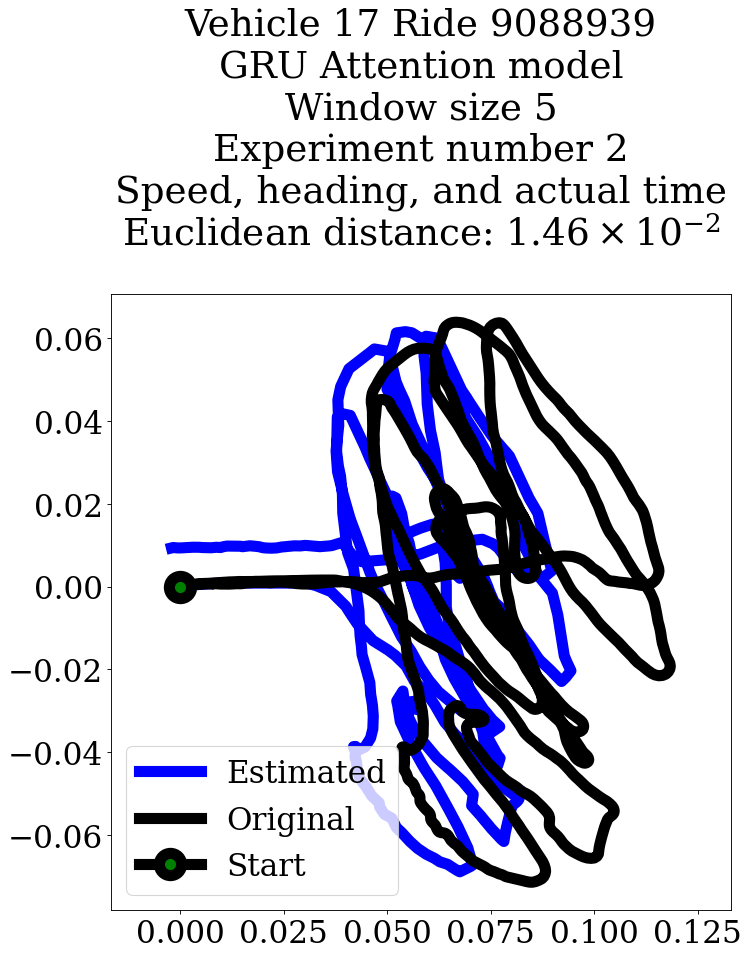 Vehicle 17 Ride 9088939
GRU Attention model
Window size 5
Experiment number 2
Speed, heading, and actual time
Euclidean distance: 1.46 × 10⁻²
0.06
0.04
0.02
0.00
−0.02
−0.04
−0.06
Estimated
Original
Start
0.000 0.025 0.050 0.075 0.100 0.125